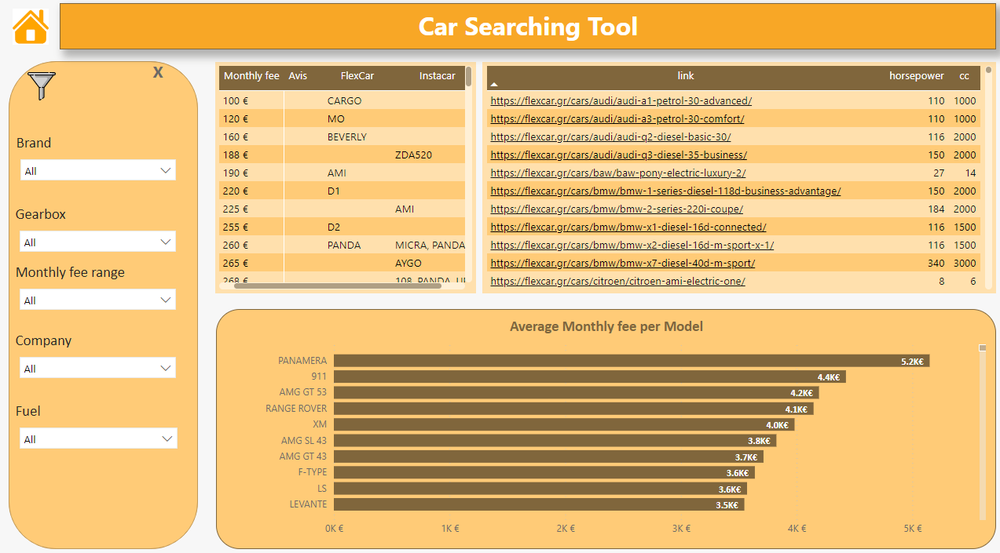 Car Searching Tool
X
Brand
All
Gearbox
All
Monthly fee range
All
Company
All
Fuel
All
Monthly fee Avis FlexCar Instacar
100 € CARGO
120 € MO
160 € BEVERLY
188 € ZDA520
190 € AMI
220 € D1
225 € AMI
255 € D2
260 € PANDA MICRA, PANDA
265 € AYGO
268 € 108, PANDA,
link horsepower cc
https://flexcar.gr/cars/audi/audi-a1-petrol-30-advanced/ 110 1000
https://flexcar.gr/cars/audi/audi-a3-petrol-30-comfort/ 110 1000
https://flexcar.gr/cars/audi/audi-q2-diesel-basic-30/ 116 2000
https://flexcar.gr/cars/audi/audi-q3-diesel-35-business/ 150 2000
https://flexcar.gr/cars/baw/baw-pony-electric-luxury-2/ 27 14
https://flexcar.gr/cars/bmw/bmw-1-series-diesel-118d-business-advantage/ 150 2000
https://flexcar.gr/cars/bmw/bmw-2-series-220i-coupe/ 184 2000
https://flexcar.gr/cars/bmw/bmw-x1-diesel-16d-connected/ 116 1500
https://flexcar.gr/cars/bmw/bmw-x2-diesel-16d-m-sport-x-1/ 116 1500
https://flexcar.gr/cars/bmw/bmw-x7-diesel-40d-m-sport/ 340 3000
https://flexcar.gr/cars/citroen/citroen-ami-electric-one/ 8 6
Average Monthly fee per Model
PANAMERA 5.2K€
911 4.4K€
AMG GT 53 4.2K€
RANGE ROVER 4.1K€
XM 4.0K€
AMG SL 43 3.8K€
AMG GT 43 3.7K€
F-TYPE 3.6K€
LS 3.6K€
LEVANTE 3.5K€
0K € 1K € 2K € 3K € 4K € 5K €